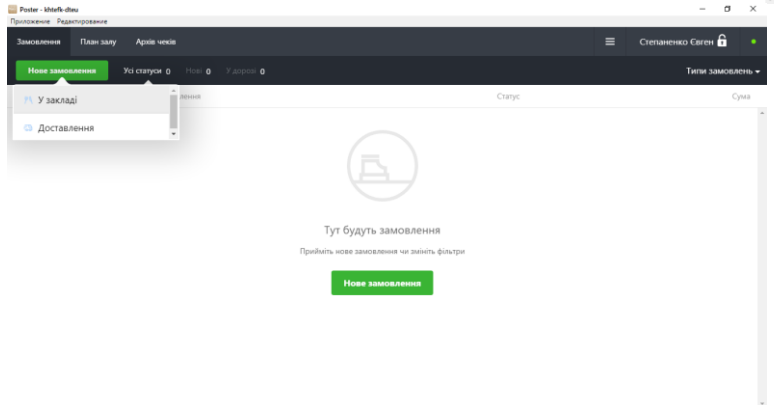 Poster - khtefk-dteu
Приложение Редактирование
Замовлення План залу Архів чеків Степаненко Євген
Нове замовлення Усі статуси 0 Нові 0 У дорозі 0 Типи замовлень
лення Статус Сума
У закладі
Доставлення
Тут будуть замовлення
Прийміть нове замовлення чи змініть фільтри
Нове замовлення